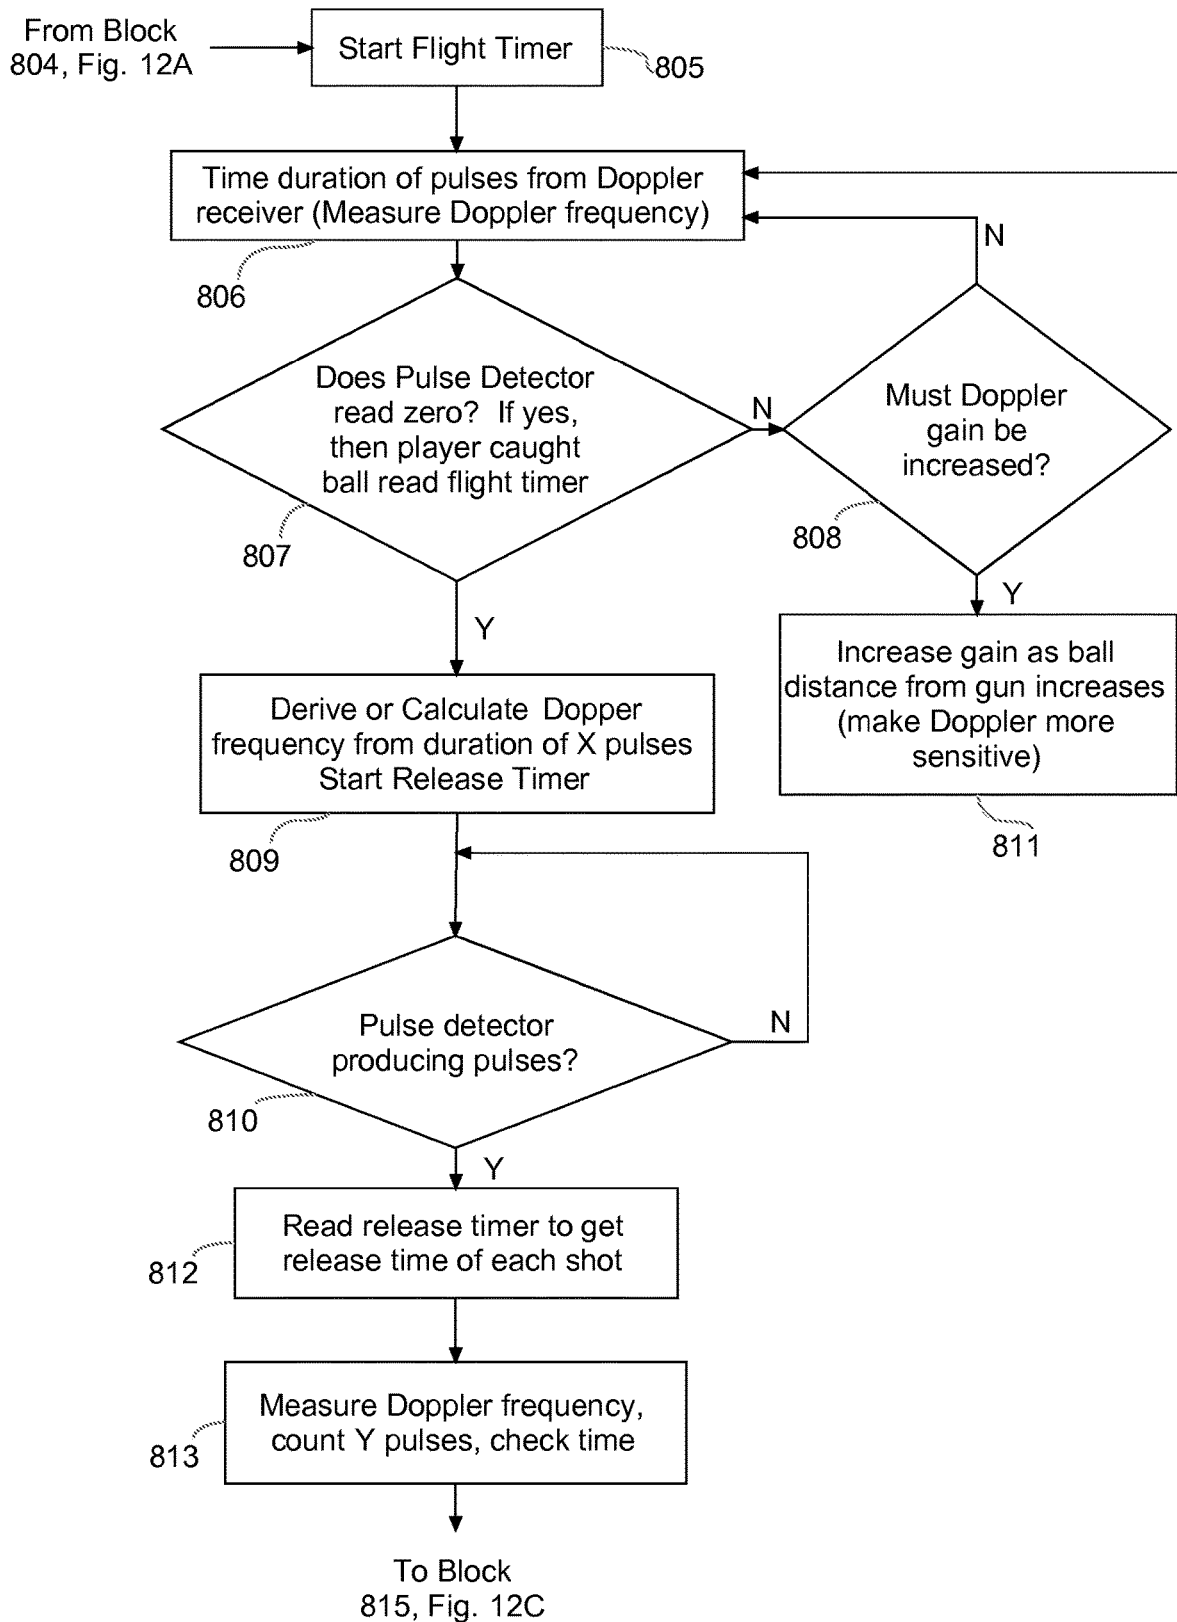 From Block
804, Fig. 12A
Start Flight Timer
805
Time duration of pulses from Doppler
receiver (Measure Doppler frequency)
806
N
Does Pulse Detector
read zero? If yes,
then player caught
ball read flight timer
807
N
Must Doppler
gain be
increased?
808
Y
Y
Increase gain as ball
distance from gun increases
(make Doppler more
sensitive)
811
Derive or Calculate Dopper
frequency from duration of X pulses
Start Release Timer
809
Pulse detector
producing pulses?
N
810
Y
Read release timer to get
release time of each shot
812
Measure Doppler frequency,
count Y pulses, check time
813
To Block
815, Fig. 12C